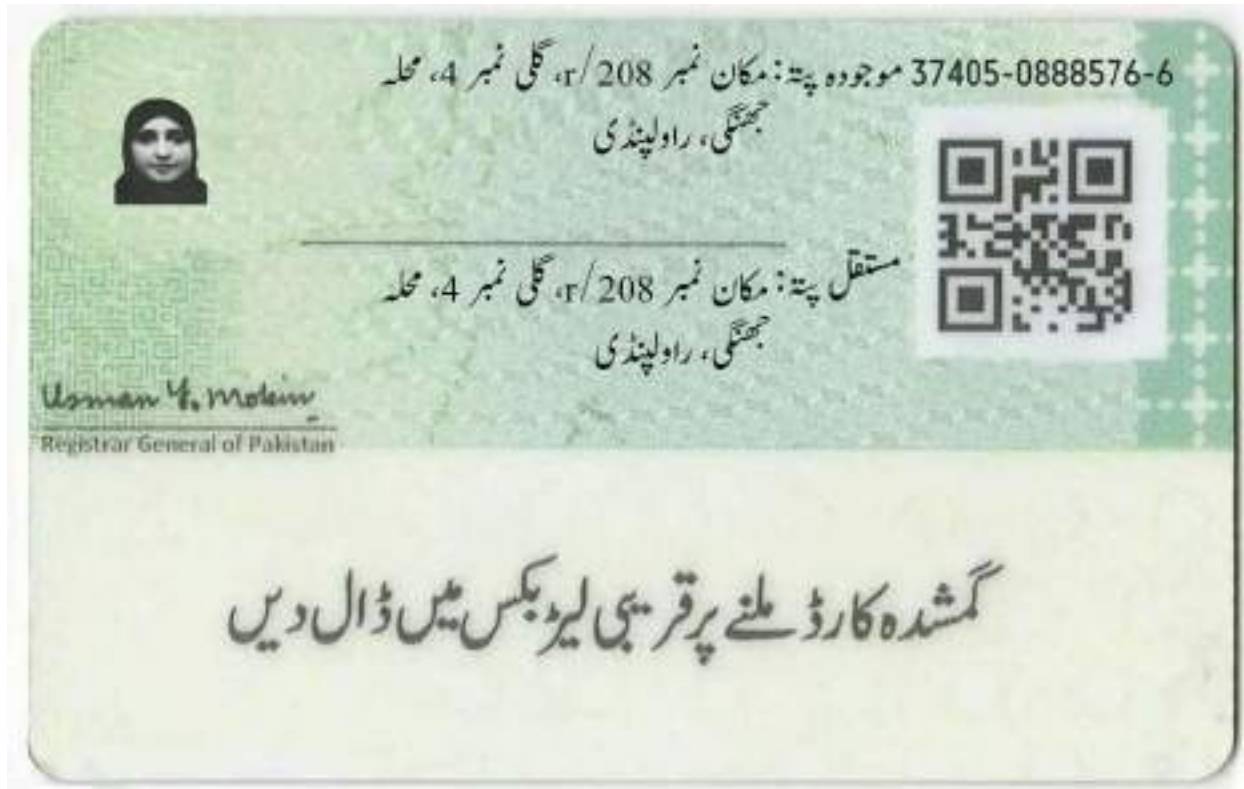 37405-0888576-6 موجودہ پتہ: مکان نمبر 208/r، گلی نمبر 4، محلہ
جھنگی، راولپنڈی
مستقل پتہ: مکان نمبر 208/r، گلی نمبر 4، محلہ
جھنگی، راولپنڈی
Usman Y. Mobin
Registrar General of Pakistan
گمشدہ کارڈ ملنے پر قریبی لیٹر بکس میں ڈال دیں